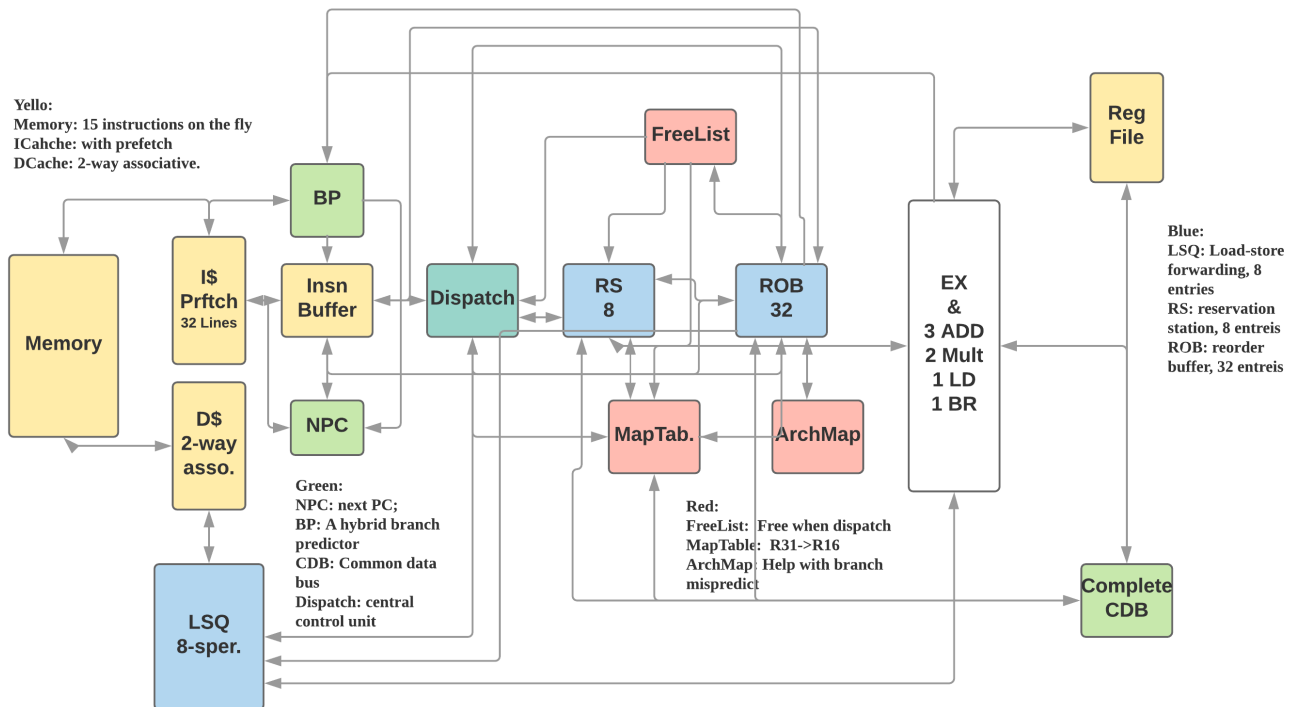 Yello:
Memory: 15 instructions on the fly
ICahche: with prefetch
DCache: 2-way associative.
FreeList
Reg
File
BP
Blue:
LSQ: Load-store
forwarding, 8
entries
RS: reservation
station, 8 entreis
ROB: reorder
buffer, 32 entreis
Memory
I$
Prftch
32 Lines
Insn
Buffer
Dispatch
RS
8
ROB
32
EX
&
3 ADD
2 Mult
1 LD
1 BR
D$
2-way
asso.
NPC
MapTab.
ArchMap
Green:
NPC: next PC;
BP: A hybrid branch
predictor
CDB: Common data
bus
Dispatch: central
control unit
Red:
FreeList: Free when dispatch
MapTable: R31->R16
ArchMap: Help with branch
mispredict
LSQ
8-sper.
Complete
CDB